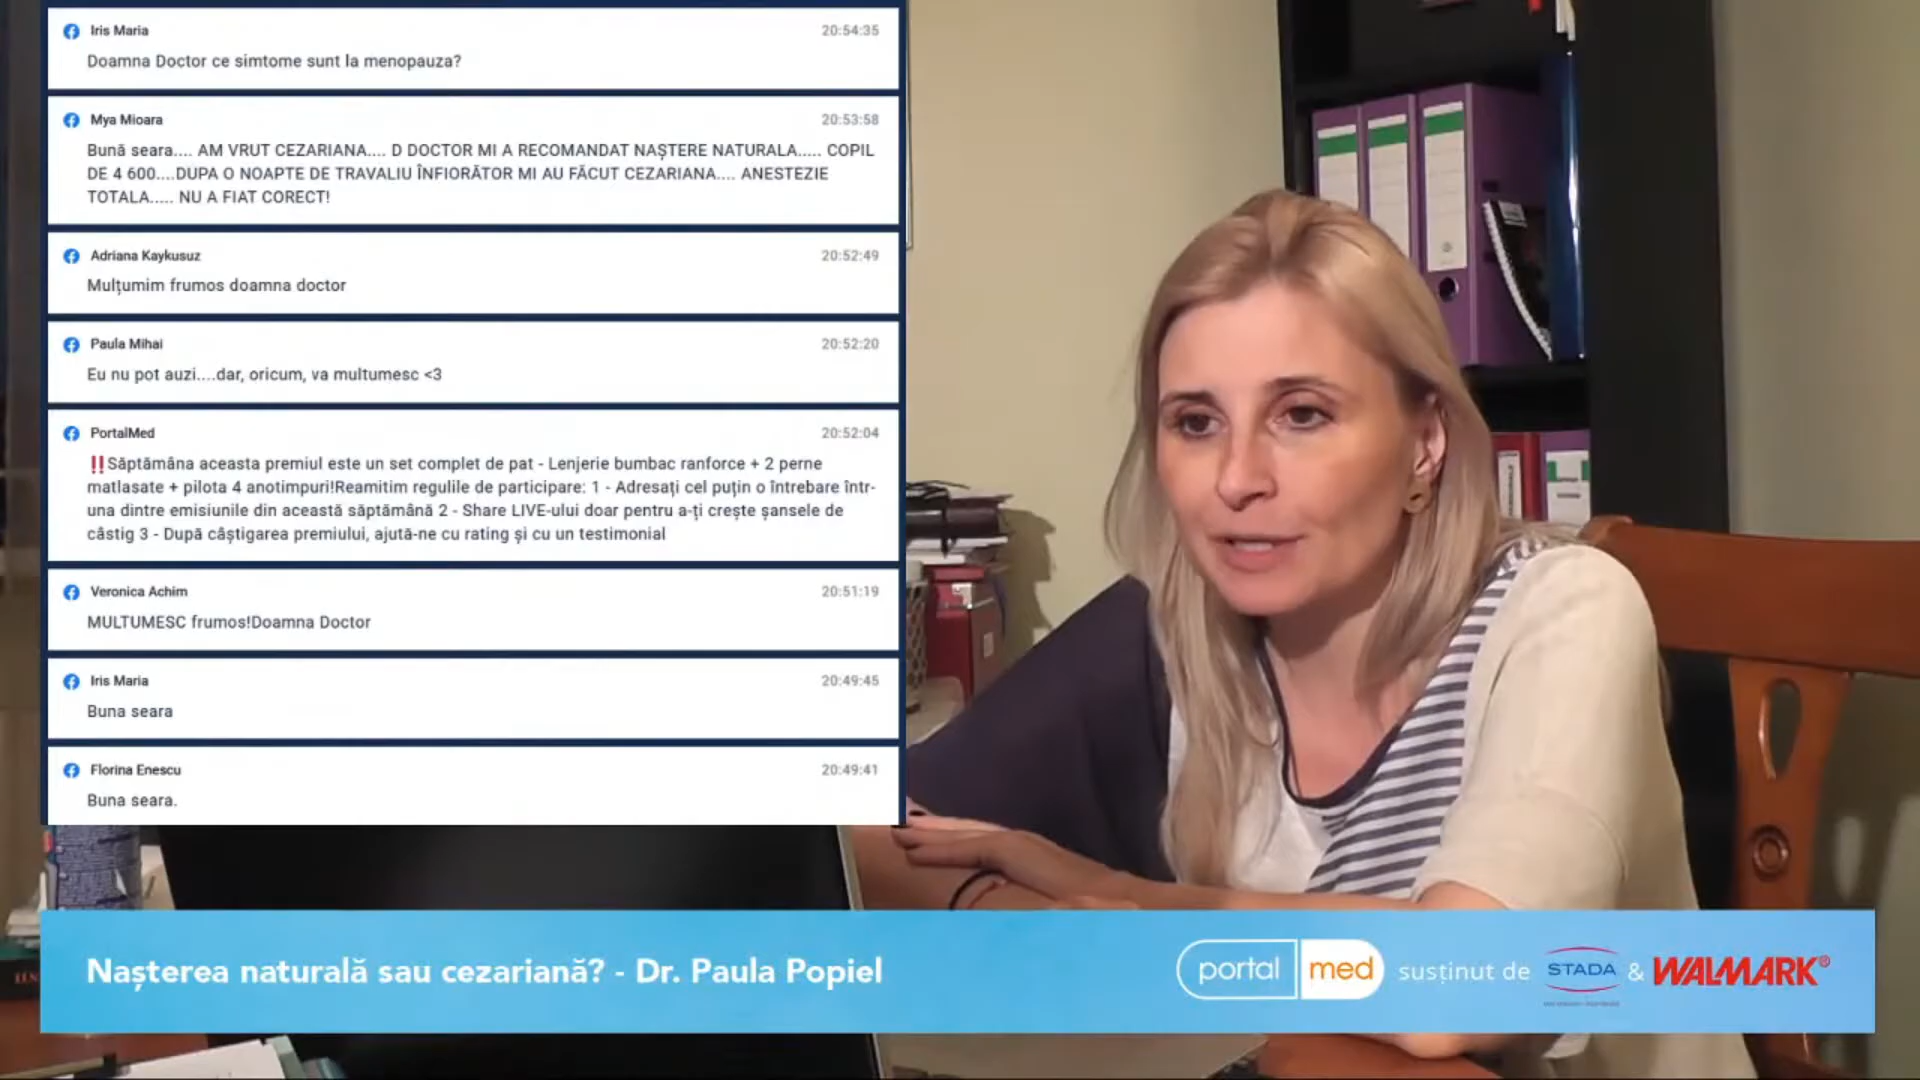 Iris Maria 20:54:35
Doamna Doctor ce simtome sunt la menopauza?
Mya Mioara 20:53:58
Bună seara.... AM VRUT CEZARIANA.... D DOCTOR MI A RECOMANDAT NAȘTERE NATURALA..... COPIL
DE 4 600....DUPA O NOAPTE DE TRAVALIU ÎNFIORĂTOR MI AU FĂCUT CEZARIANA.... ANESTEZIE
TOTALA..... NU A FIAT CORECT!
Adriana Kaykusuz 20:52:49
Mulțumim frumos doamna doctor
Paula Mihai 20:52:20
Eu nu pot auzi....dar, oricum, va multumesc <3
PortalMed 20:52:04
‼️Săptămâna aceasta premiul este un set complet de pat - Lenjerie bumbac ranforce + 2 perne
matlasate + pilota 4 anotimpuri!Reamitim regulile de participare: 1 - Adresați cel puțin o întrebare într-
una dintre emisiunile din această săptămână 2 - Share LIVE-ului doar pentru a-ți crește șansele de
câstig 3 - După câștigarea premiului, ajută-ne cu rating și cu un testimonial
Veronica Achim 20:51:19
MULTUMESC frumos!Doamna Doctor
Iris Maria 20:49:45
Buna seara
Florina Enescu 20:49:41
Buna seara.
Nașterea naturală sau cezariană? - Dr. Paula Popiel
portal med susținut de STADA & WALMARK®